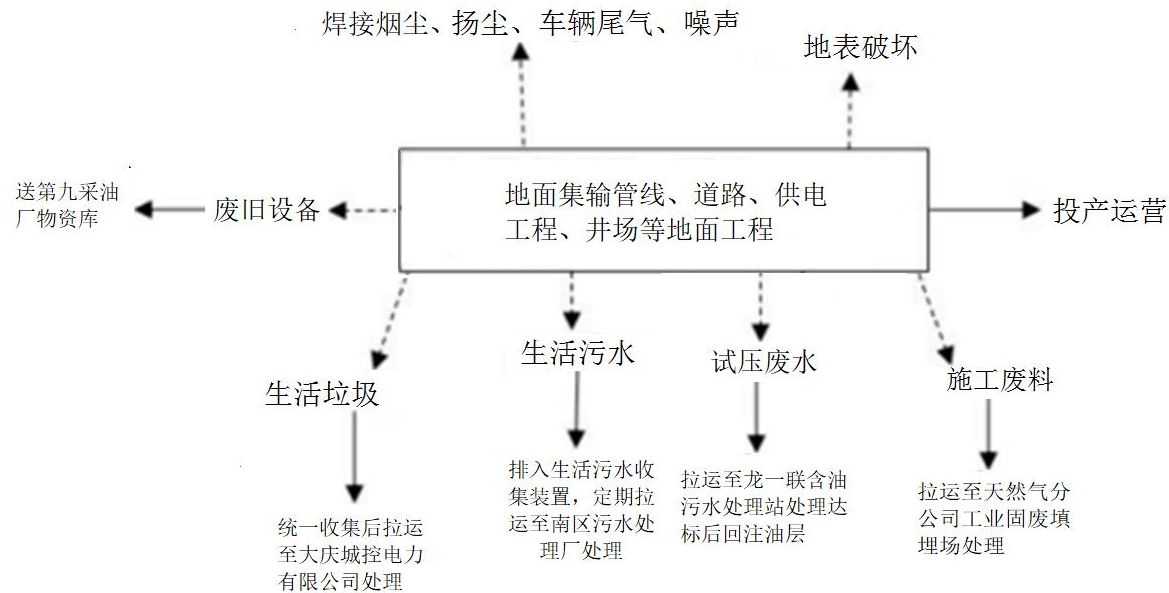 焊接烟尘、扬尘、车辆尾气、噪声
地表破坏
送第九采油
厂物资库
废旧设备
地面集输管线、道路、供电
工程、井场等地面工程
投产运营
生活垃圾
生活污水
试压废水
施工废料
统一收集后拉运
至大庆城控电力
有限公司处理
排入生活污水收
集装置，定期拉
运至南区污水处
理厂处理
拉运至龙一联含油
污水处理站处理达
标后回注油层
拉运至天然气分
公司工业固废填
埋场处理